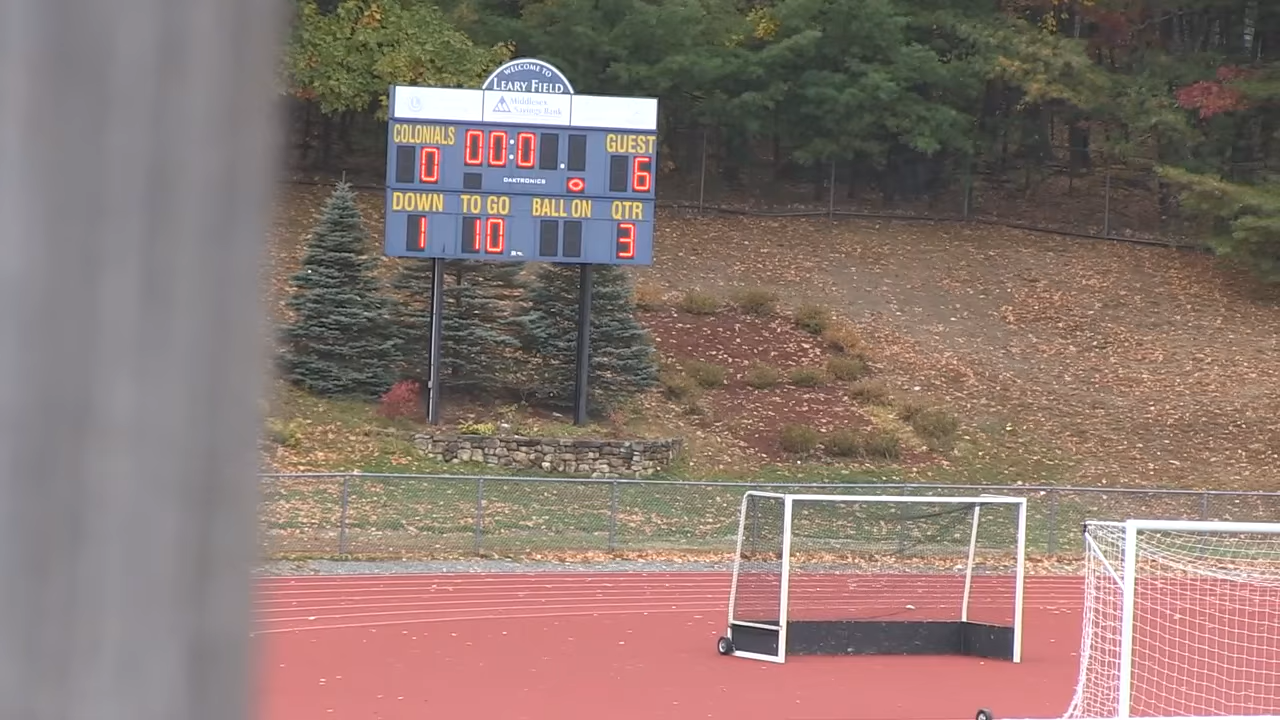 WELCOME TO
LEARY FIELD
Middlesex
Savings Bank
COLONIALS 00:0 GUEST
0 6
DAKTRONICS
DOWN TO GO BALL ON QTR
1 10 3